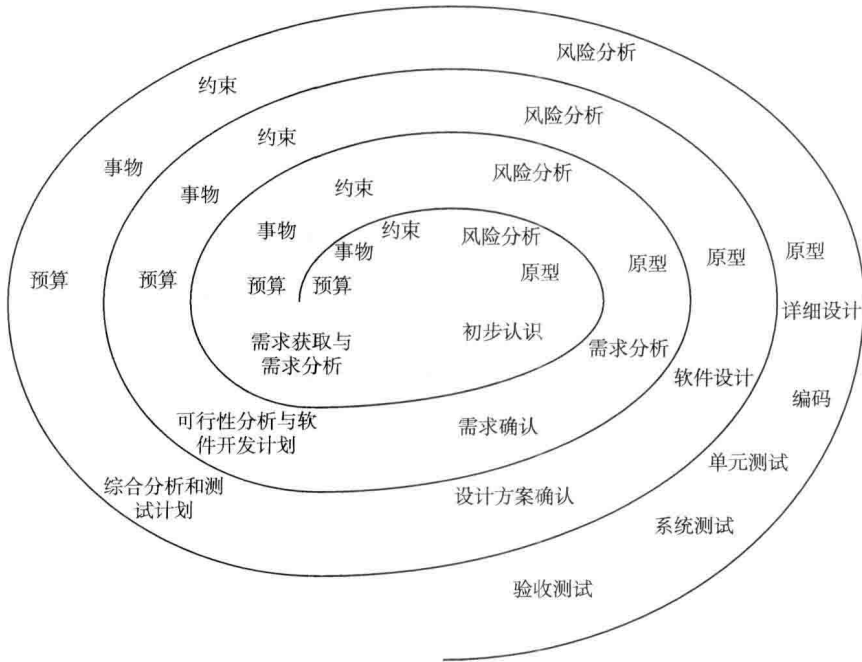 风险分析
约束
风险分析
约束
事物
风险分析
事物
约束
约束
风险分析
事物
事物
预算
预算
预算
预算
原型
原型
原型
原型
详细设计
需求获取与
需求分析
初步认识
需求分析
软件设计
编码
可行性分析与软
件开发计划
需求确认
单元测试
综合分析和测
试计划
设计方案确认
系统测试
验收测试